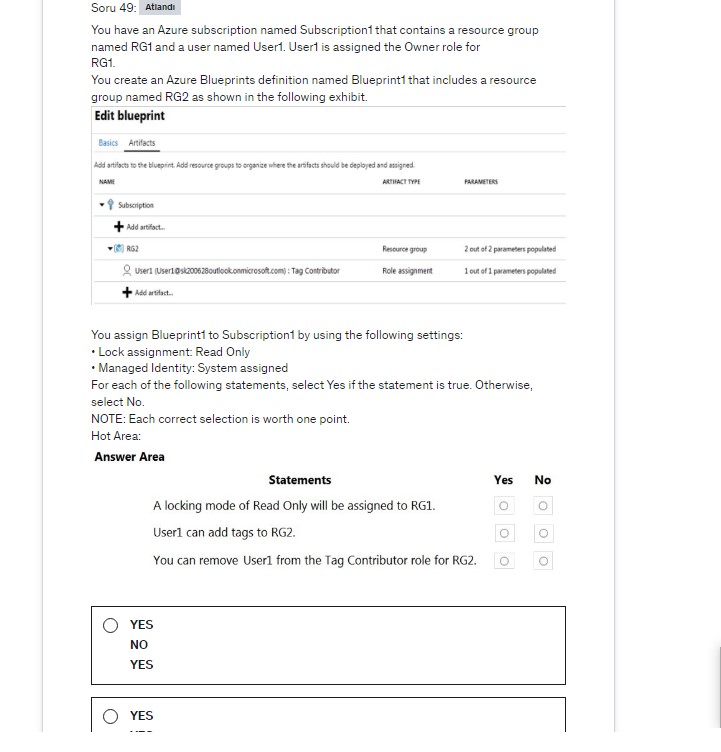 Soru 49: Atlandı
You have an Azure subscription named Subscription1 that contains a resource group
named RG1 and a user named User1. User1 is assigned the Owner role for
RG1.
You create an Azure Blueprints definition named Blueprint1 that includes a resource
group named RG2 as shown in the following exhibit.
Edit blueprint
Basics Artifacts
Add artifacts to the blueprint. Add resource groups to organize where the artifacts should be deployed and assigned.
NAME ARTIFACT TYPE PARAMETERS
Subscription
Add artifact...
RG2 Resource group 2 out of 2 parameters populated
User1 (User1@sk200628outlook.onmicrosoft.com) : Tag Contributor Role assignment 1 out of 1 parameters populated
Add artifact...
You assign Blueprint1 to Subscription1 by using the following settings:
• Lock assignment: Read Only
• Managed Identity: System assigned
For each of the following statements, select Yes if the statement is true. Otherwise,
select No.
NOTE: Each correct selection is worth one point.
Hot Area:
Answer Area
Statements Yes No
A locking mode of Read Only will be assigned to RG1.
User1 can add tags to RG2.
You can remove User1 from the Tag Contributor role for RG2.
YES
NO
YES
YES